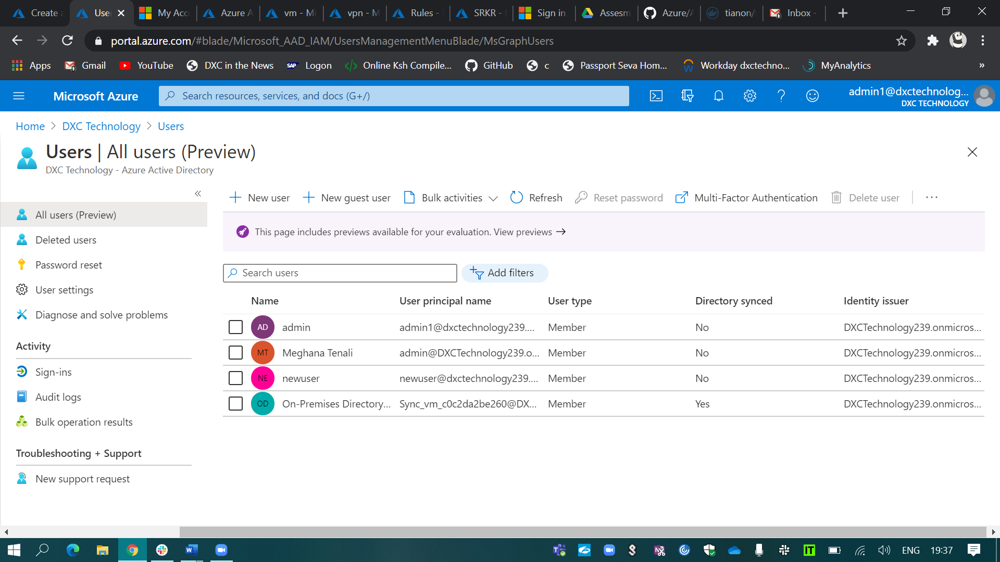 Create a
Use
My Acc
Azure A
vm - Mi
vpn - M
Rules -
SRKR -
Sign in
Assesm
Azure/A
tianon/
Inbox -
portal.azure.com/#blade/Microsoft_AAD_IAM/UsersManagementMenuBlade/MsGraphUsers
Apps Gmail YouTube DXC in the News SAP Logon Online Ksh Compile... GitHub c Passport Seva Hom... Workday dxctechno... MyAnalytics »
Microsoft Azure
Search resources, services, and docs (G+/)
admin1@dxctechnolog...
DXC TECHNOLOGY
Home > DXC Technology > Users
Users | All users (Preview)
DXC Technology - Azure Active Directory
«
All users (Preview)
Deleted users
Password reset
User settings
Diagnose and solve problems
Activity
Sign-ins
Audit logs
Bulk operation results
Troubleshooting + Support
New support request
New user New guest user Bulk activities Refresh Reset password Multi-Factor Authentication Delete user ...
This page includes previews available for your evaluation. View previews →
Search users
Add filters
Name User principal name User type Directory synced Identity issuer
AD admin admin1@dxctechnology239.... Member No DXCTechnology239.onmicros...
MT Meghana Tenali admin@DXCTechnology239.o... Member No DXCTechnology239.onmicros...
NE newuser newuser@dxctechnology239.... Member No DXCTechnology239.onmicros...
OD On-Premises Directory... Sync_vm_c0c2da2be260@DX... Member Yes DXCTechnology239.onmicros...
ENG 19:37